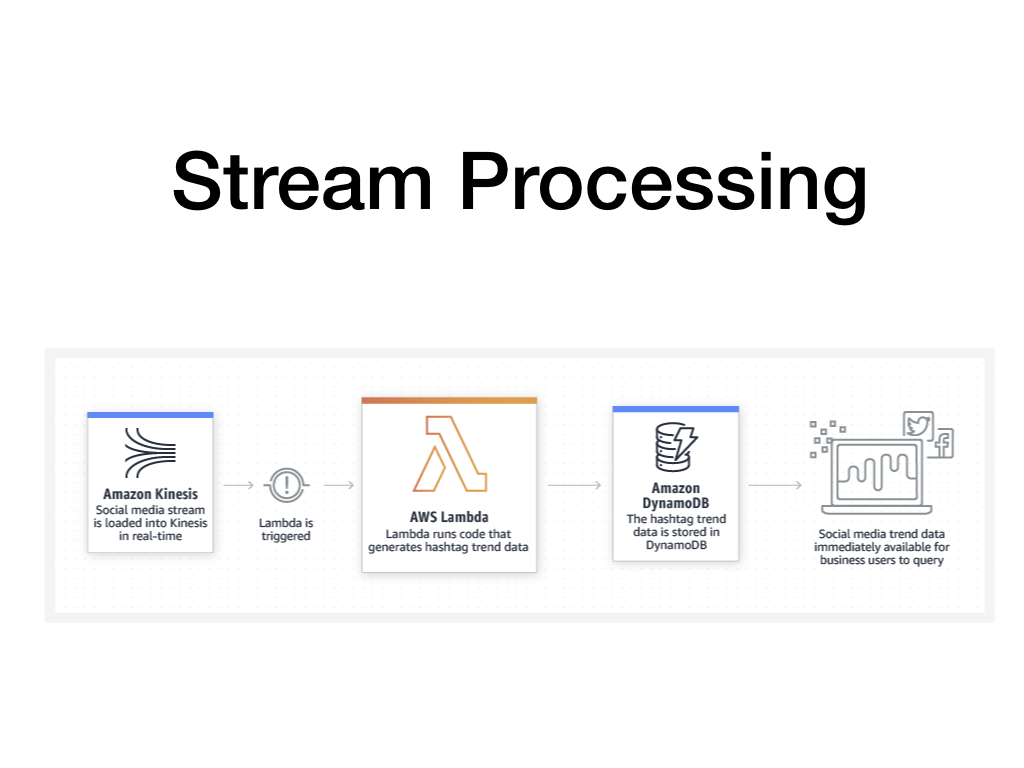 Stream Processing
Amazon Kinesis
Social media stream
is loaded into Kinesis
in real-time
Lambda is
triggered
AWS Lambda
Lambda runs code that
generates hashtag trend data
Amazon
DynamoDB
The hashtag trend
data is stored in
DynamoDB
Social media trend data
immediately available for
business users to query